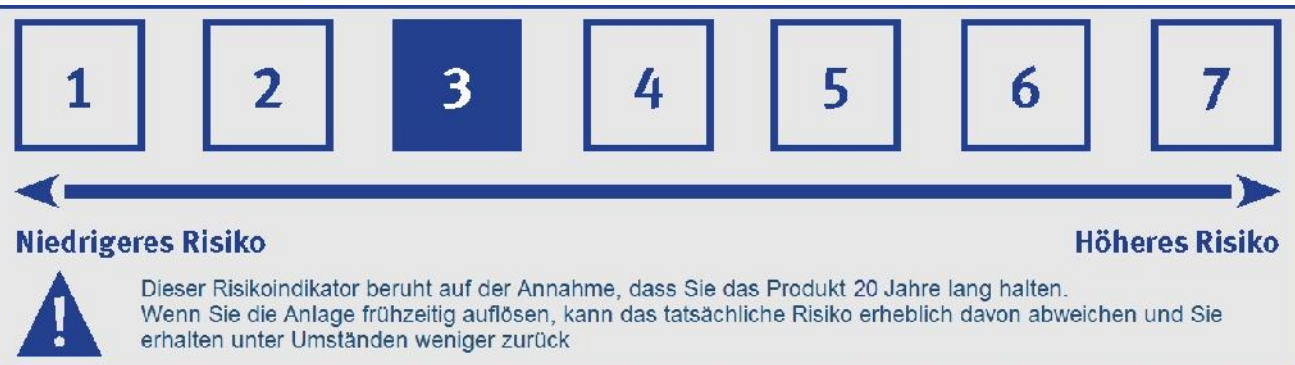 1 2 3 4 5 6 7
Niedrigeres Risiko Höheres Risiko
Dieser Risikoindikator beruht auf der Annahme, dass Sie das Produkt 20 Jahre lang halten.
Wenn Sie die Anlage frühzeitig auflösen, kann das tatsächliche Risiko erheblich davon abweichen und Sie
erhalten unter Umständen weniger zurück